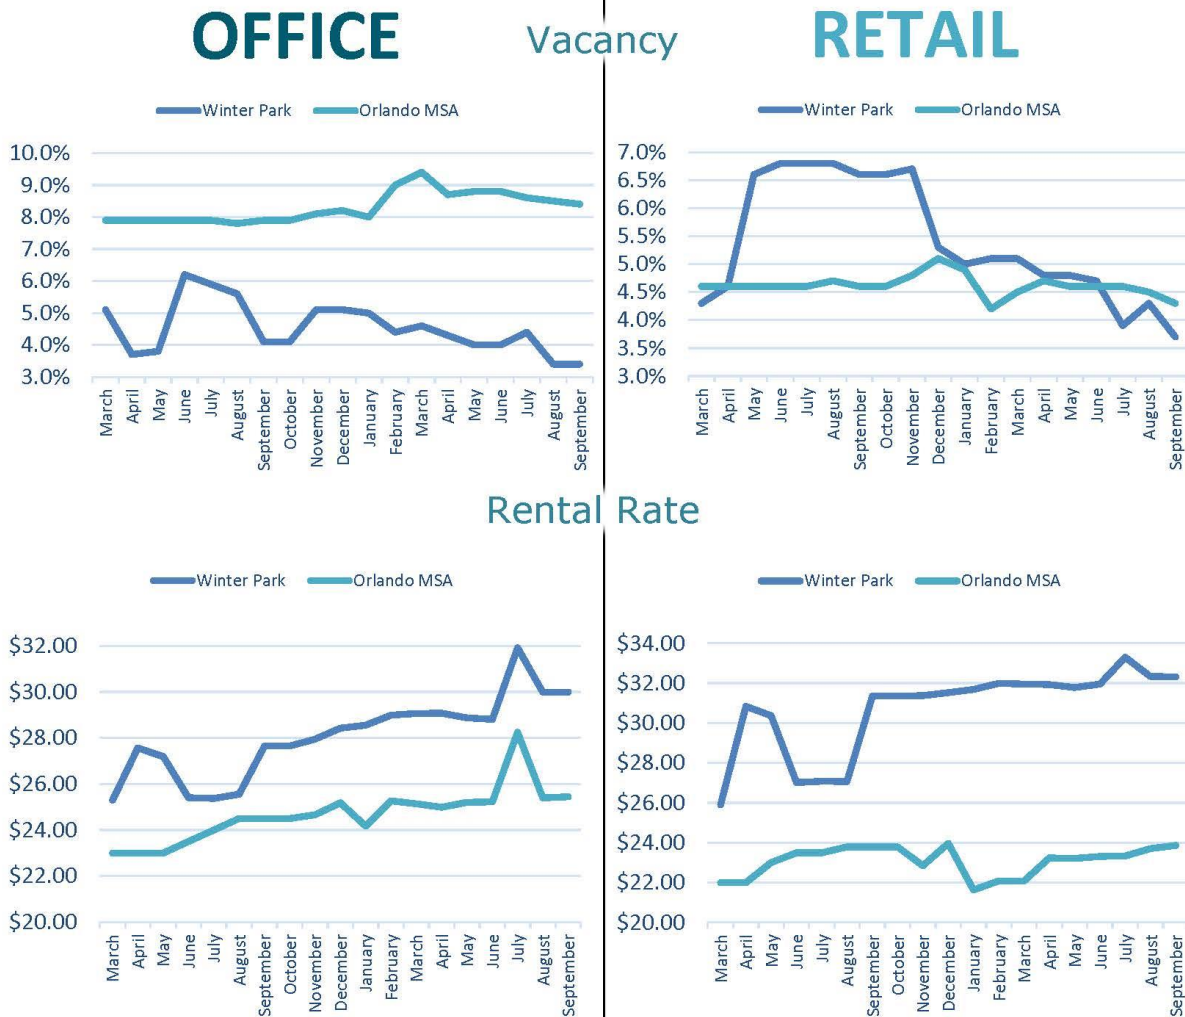 OFFICE
Vacancy
RETAIL
Winter Park
Orlando MSA
10.0%
9.0%
8.0%
7.0%
6.0%
5.0%
4.0%
3.0%
March
April
May
June
July
August
September
October
November
December
January
February
March
April
May
June
July
August
September
Winter Park
Orlando MSA
7.0%
6.5%
6.0%
5.5%
5.0%
4.5%
4.0%
3.5%
3.0%
March
April
May
June
July
August
September
October
November
December
January
February
March
April
May
June
July
August
September
Rental Rate
Winter Park
Orlando MSA
$32.00
$30.00
$28.00
$26.00
$24.00
$22.00
$20.00
March
April
May
June
July
August
September
October
November
December
January
February
March
April
May
June
July
August
September
Winter Park
Orlando MSA
$34.00
$32.00
$30.00
$28.00
$26.00
$24.00
$22.00
$20.00
March
April
May
June
July
August
September
October
November
December
January
February
March
April
May
June
July
August
September